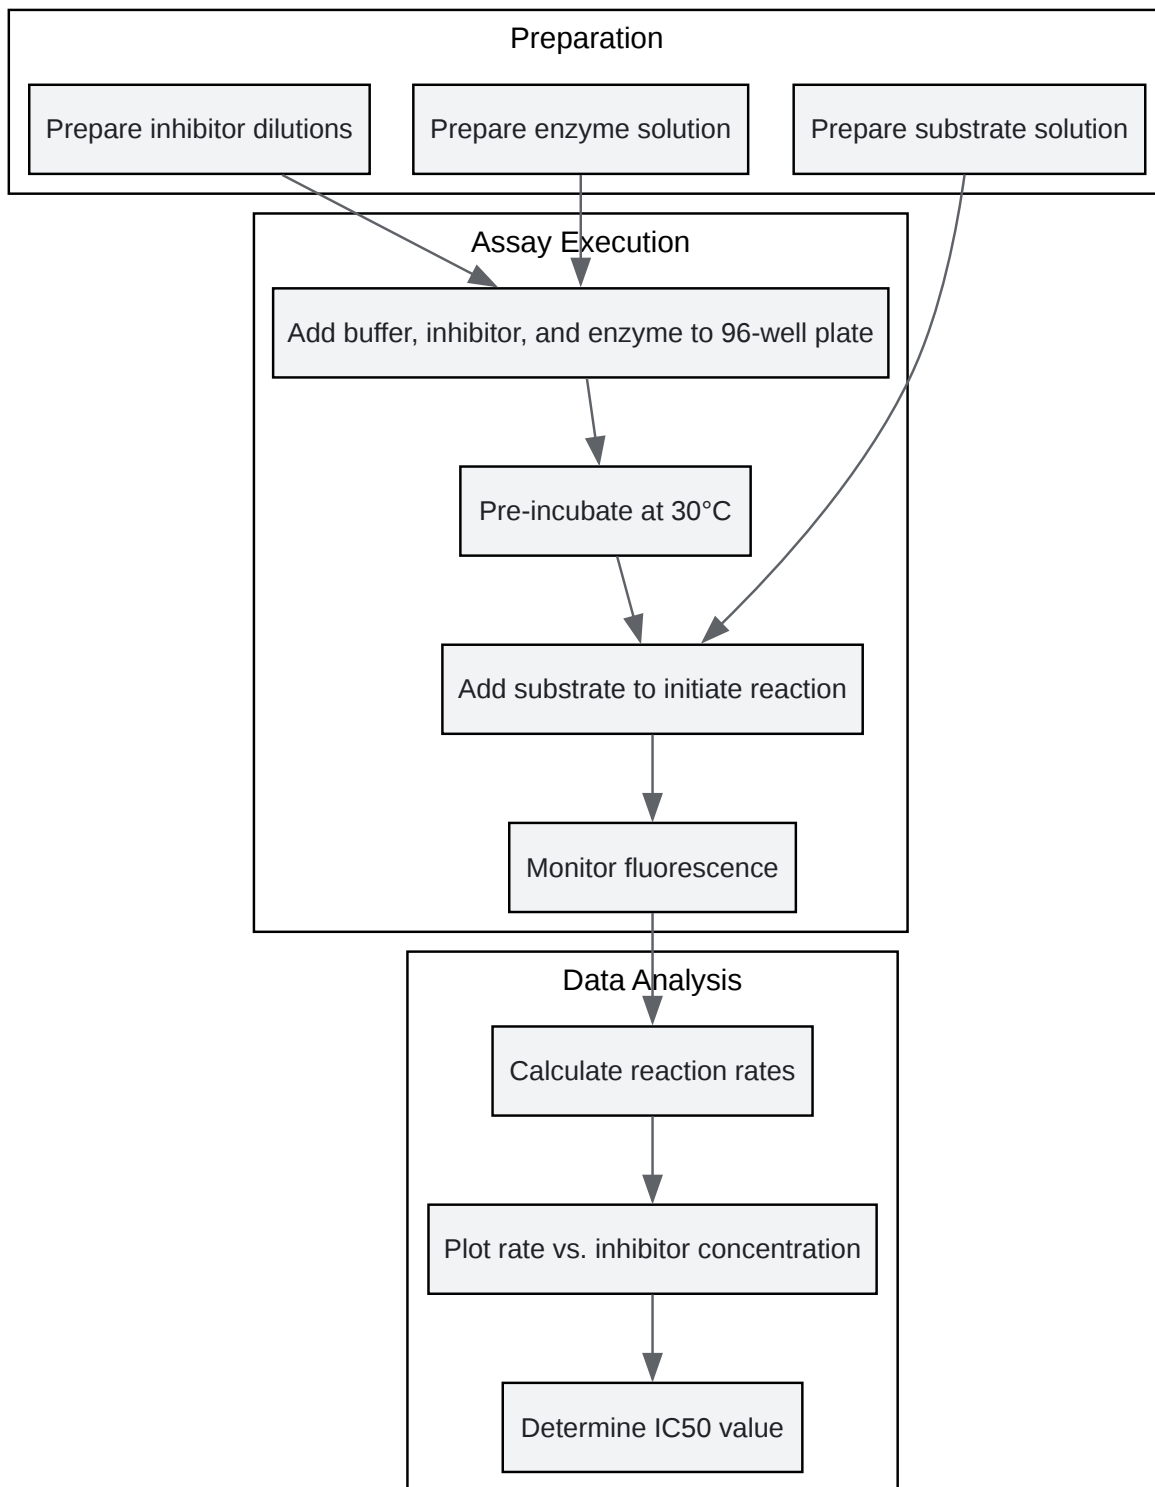 Preparation
Prepare inhibitor dilutions
Prepare enzyme solution
Prepare substrate solution
Assay Execution
Add buffer, inhibitor, and enzyme to 96-well plate
Pre-incubate at 30°C
Add substrate to initiate reaction
Monitor fluorescence
Data Analysis
Calculate reaction rates
Plot rate vs. inhibitor concentration
Determine IC50 value